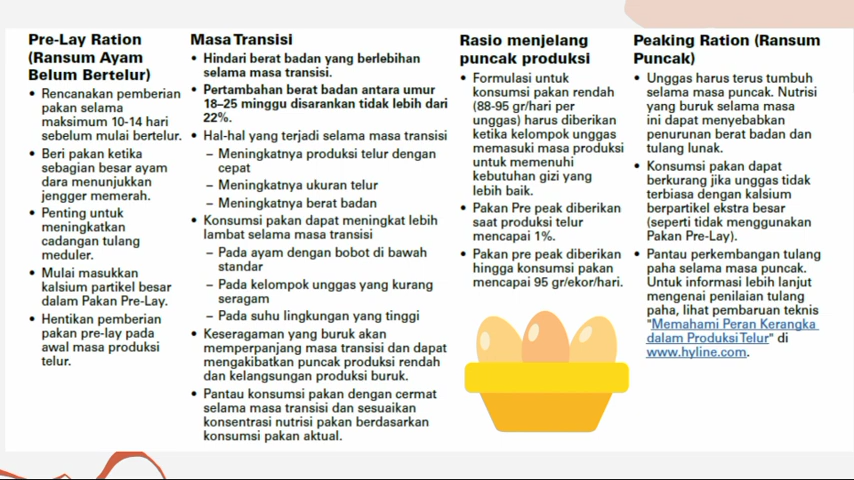 Pre-Lay Ration
(Ransum Ayam
Belum Bertelur)
• Rencanakan pemberian
pakan selama
maksimum 10-14 hari
sebelum mulai bertelur.
• Beri pakan ketika
sebagian besar ayam
dara menunjukkan
jengger memerah.
• Penting untuk
meningkatkan
cadangan tulang
meduler.
• Mulai masukkan
kalsium partikel besar
dalam Pakan Pre-Lay.
• Hentikan pemberian
pakan pre-lay pada
awal masa produksi
telur.
Masa Transisi
• Hindari berat badan yang berlebihan
selama masa transisi.
• Pertambahan berat badan antara umur
18–25 minggu disarankan tidak lebih dari
22%.
• Hal-hal yang terjadi selama masa transisi
– Meningkatnya produksi telur dengan
cepat
– Meningkatnya ukuran telur
– Meningkatnya berat badan
• Konsumsi pakan dapat meningkat lebih
lambat selama masa transisi
– Pada ayam dengan bobot di bawah
standar
– Pada kelompok unggas yang kurang
seragam
– Pada suhu lingkungan yang tinggi
• Keseragaman yang buruk akan
memperpanjang masa transisi dan dapat
mengakibatkan puncak produksi rendah
dan kelangsungan produksi buruk.
• Pantau konsumsi pakan dengan cermat
selama masa transisi dan sesuaikan
konsentrasi nutrisi pakan berdasarkan
konsumsi pakan aktual.
Rasio menjelang
puncak produksi
• Formulasi untuk
konsumsi pakan rendah
(88-95 gr/hari per
unggas) harus diberikan
ketika kelompok unggas
memasuki masa produksi
untuk memenuhi
kebutuhan gizi yang
lebih baik.
• Pakan Pre peak diberikan
saat produksi telur
mencapai 1%.
• Pakan pre peak diberikan
hingga konsumsi pakan
mencapai 95 gr/ekor/hari.
Peaking Ration (Ransum
Puncak)
• Unggas harus terus tumbuh
selama masa puncak. Nutrisi
yang buruk selama masa
ini dapat menyebabkan
penurunan berat badan dan
tulang lunak.
• Konsumsi pakan dapat
berkurang jika unggas tidak
terbiasa dengan kalsium
berpartikel ekstra besar
(seperti tidak menggunakan
Pakan Pre-Lay).
• Pantau perkembangan tulang
paha selama masa puncak.
Untuk informasi lebih lanjut
mengenai penilaian tulang
paha, lihat pembaruan teknis
"Memahami Peran Kerangka
dalam Produksi Telur" di
www.hyline.com.